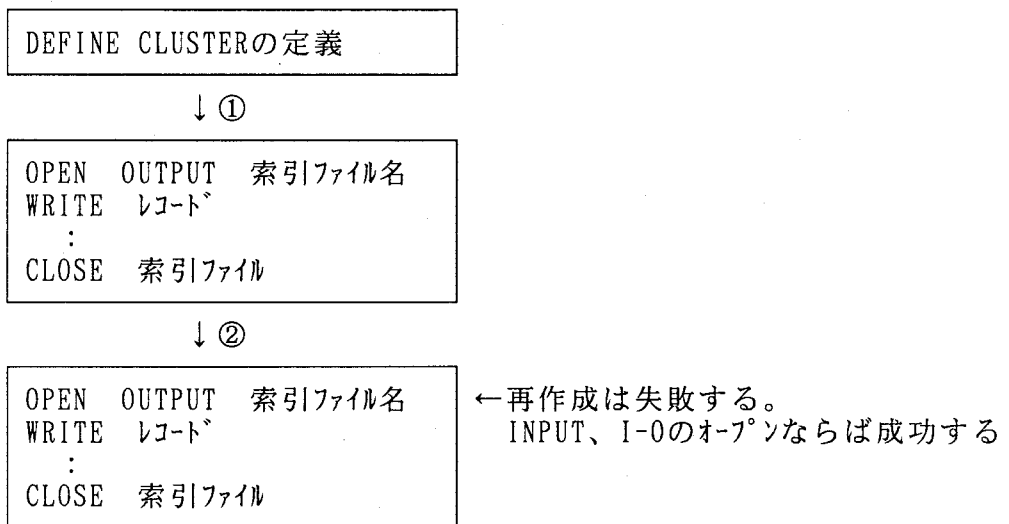 DEFINE CLUSTERの定義
↓ ①
OPEN OUTPUT 索引ﾌｧｲﾙ名
WRITE ﾚｺｰﾄﾞ
:
CLOSE 索引ﾌｧｲﾙ
↓ ②
OPEN OUTPUT 索引ﾌｧｲﾙ名 ←再作成は失敗する。
WRITE ﾚｺｰﾄﾞ INPUT、I-Oのｵｰﾌﾟﾝならば成功する
:
CLOSE 索引ﾌｧｲﾙ